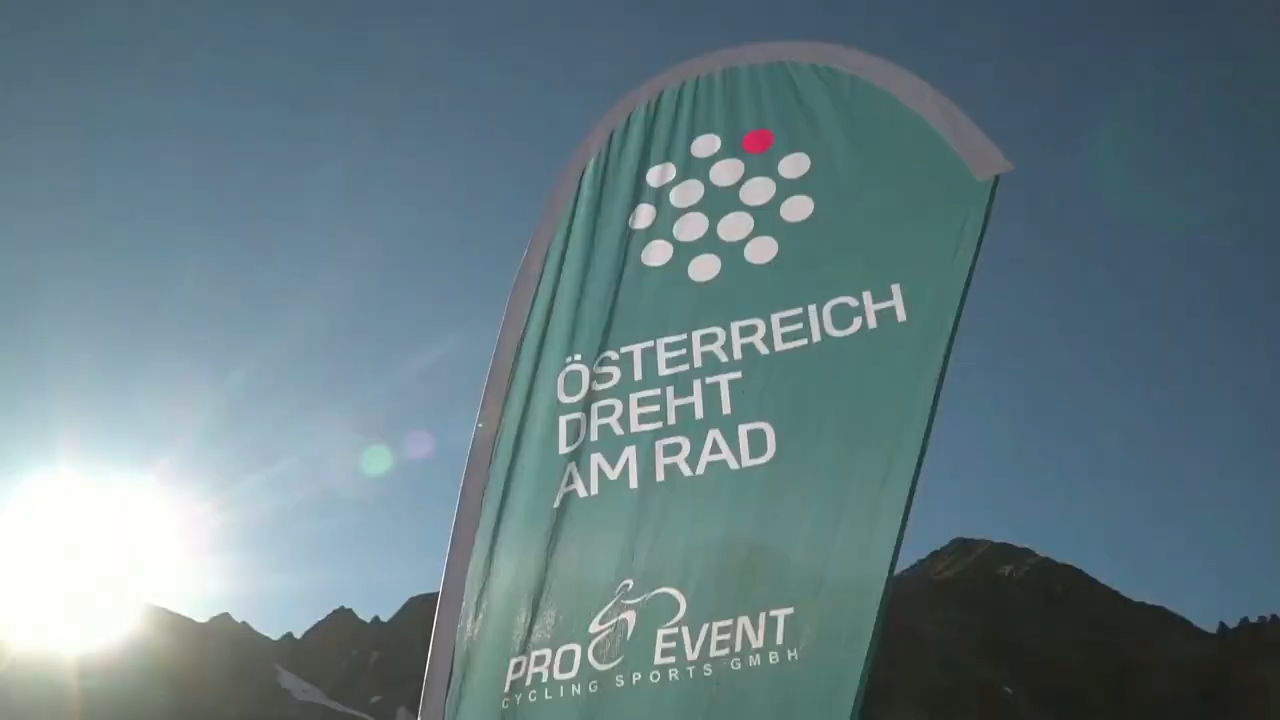 ÖSTERREICH
DREHT
AM RAD
PRO EVENT
CYCLING SPORTS GMBH